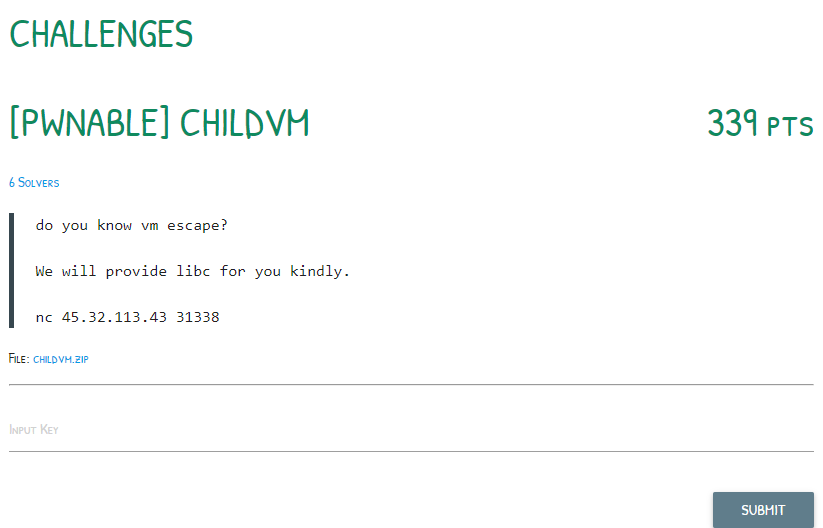 CHALLENGES
[PWNABLE] CHILDVM
339 PTS
6 SOLVERS
do you know vm escape?
We will provide libc for you kindly.
nc 45.32.113.43 31338
FILE: CHILDVM.ZIP
INPUT KEY
SUBMIT